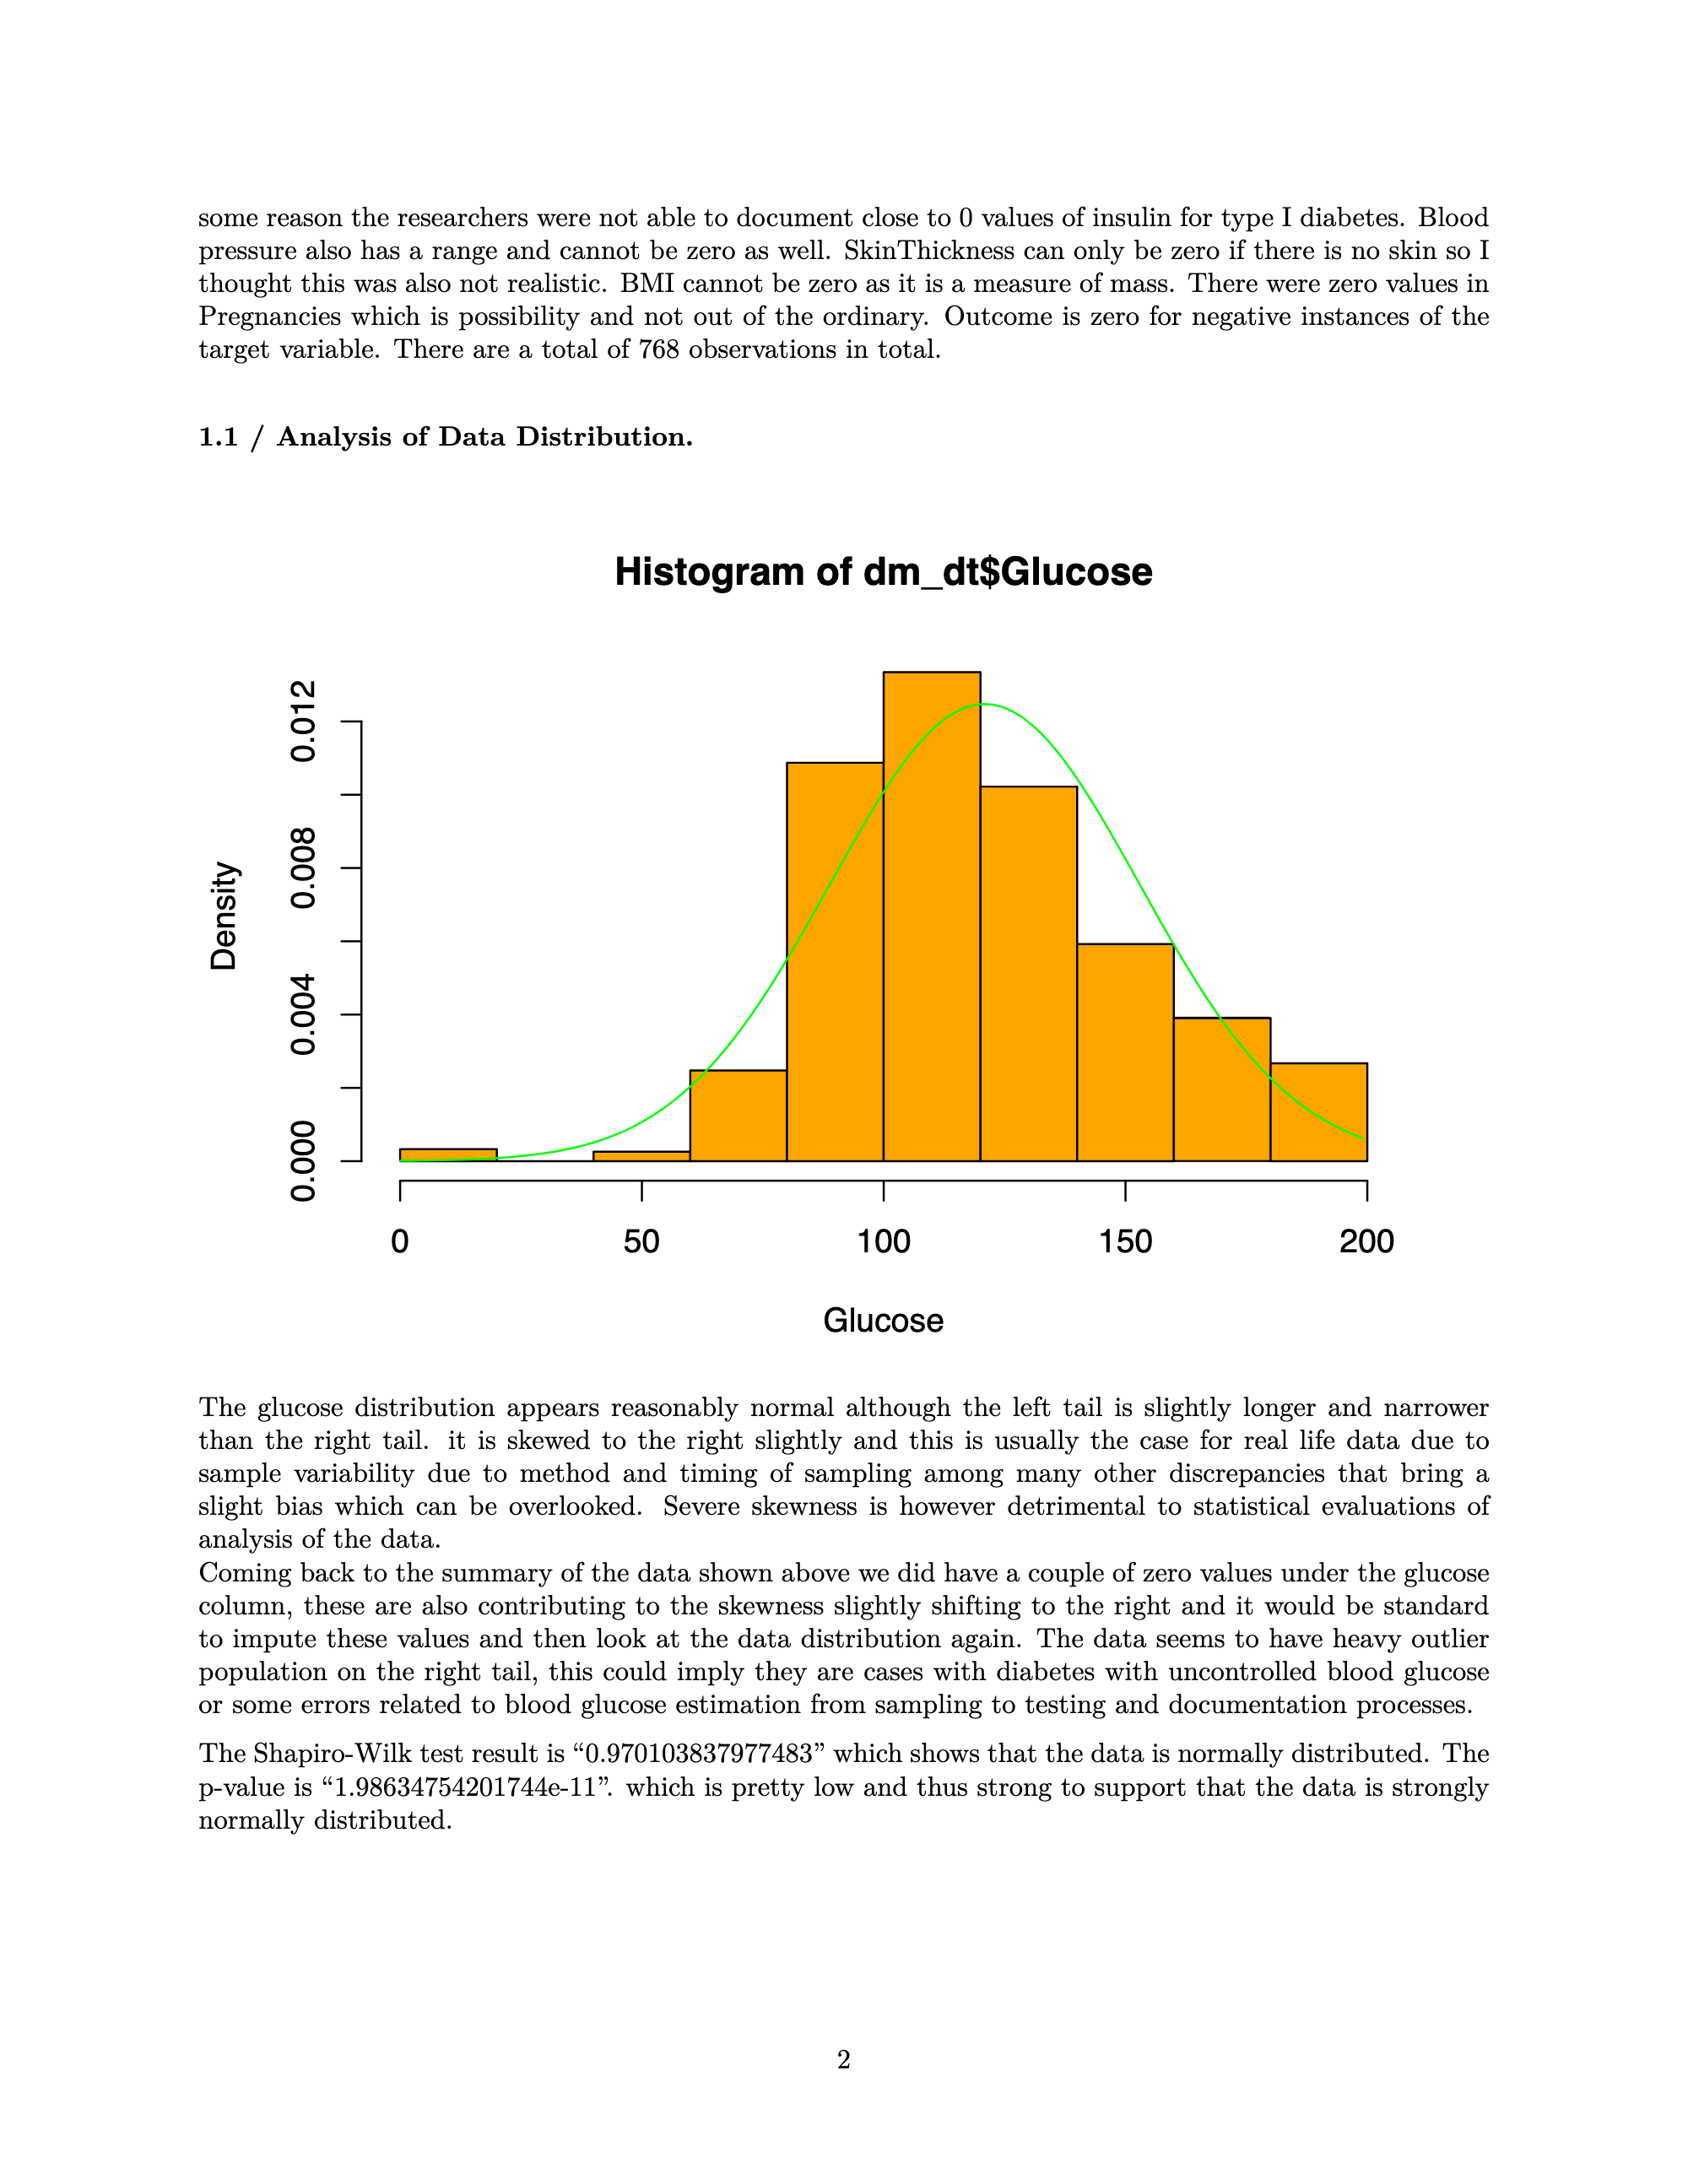 some reason the researchers were not able to document close to 0 values of insulin for type I diabetes. Blood
pressure also has a range and cannot be zero as well. SkinThickness can only be zero if there is no skin so I
thought this was also not realistic. BMI cannot be zero as it is a measure of mass. There were zero values in
Pregnancies which is possibility and not out of the ordinary. Outcome is zero for negative instances of the
target variable. There are a total of 768 observations in total.
1.1 / Analysis of Data Distribution.
Histogram of dm_dt$Glucose
Density
0.012
0.008
0.004
0.000
0 50 100 150 200
Glucose
The glucose distribution appears reasonably normal although the left tail is slightly longer and narrower
than the right tail. it is skewed to the right slightly and this is usually the case for real life data due to
sample variability due to method and timing of sampling among many other discrepancies that bring a
slight bias which can be overlooked. Severe skewness is however detrimental to statistical evaluations of
analysis of the data.
Coming back to the summary of the data shown above we did have a couple of zero values under the glucose
column, these are also contributing to the skewness slightly shifting to the right and it would be standard
to impute these values and then look at the data distribution again. The data seems to have heavy outlier
population on the right tail, this could imply they are cases with diabetes with uncontrolled blood glucose
or some errors related to blood glucose estimation from sampling to testing and documentation processes.
The Shapiro-Wilk test result is “0.970103837977483” which shows that the data is normally distributed. The
p-value is “1.98634754201744e-11”. which is pretty low and thus strong to support that the data is strongly
normally distributed.
2